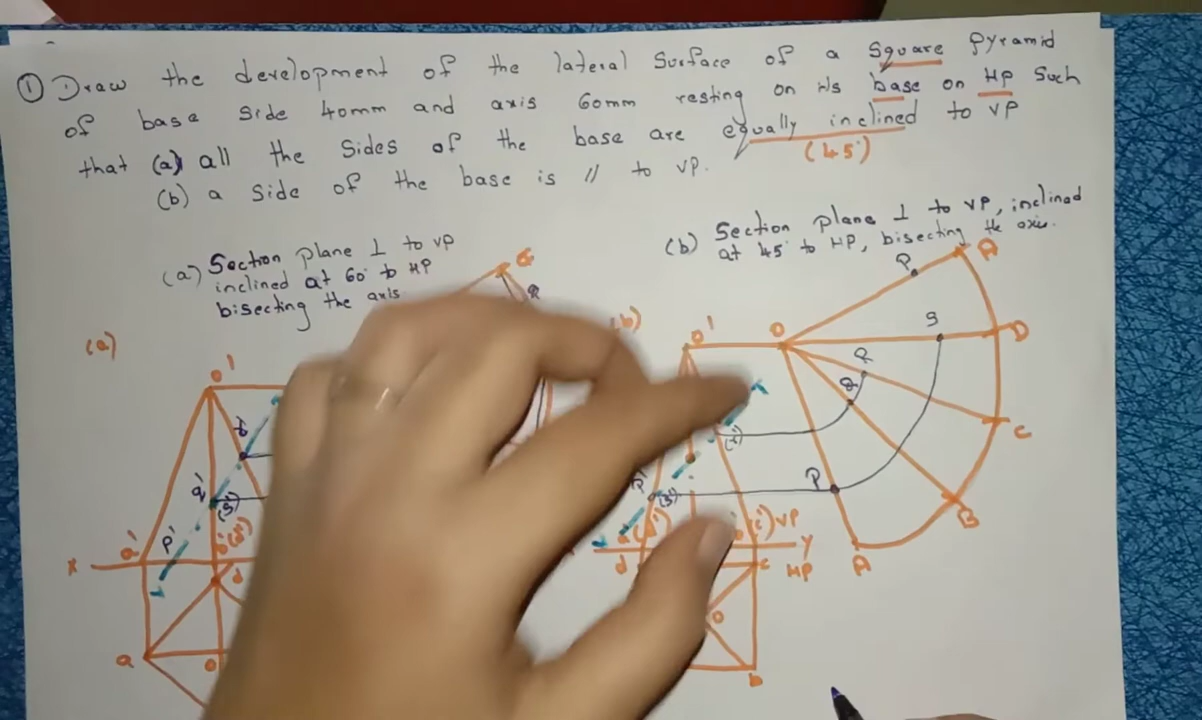 ① Draw the development of the lateral Surface of a Square Pyramid
of base side 40mm and axis 60mm resting on its base on HP Such
that (a) all the Sides of the base are equally inclined to VP
(45°)
(b) a side of the base is // to VP.
(a) Section plane ⊥ to VP
inclined at 60° to HP
bisecting the axis
(b) Section plane ⊥ to VP, inclined
at 45° to HP, bisecting the axis.
(a)
o'
q'
(s')
p'
a'
b'(d')
X
d
a
o
b)
o'
O
P
A
S
D
R
Q
C
P
B
A
(r')
p'
(s')
a'(d')
(c') VP
Y
HP
d
c
o
b